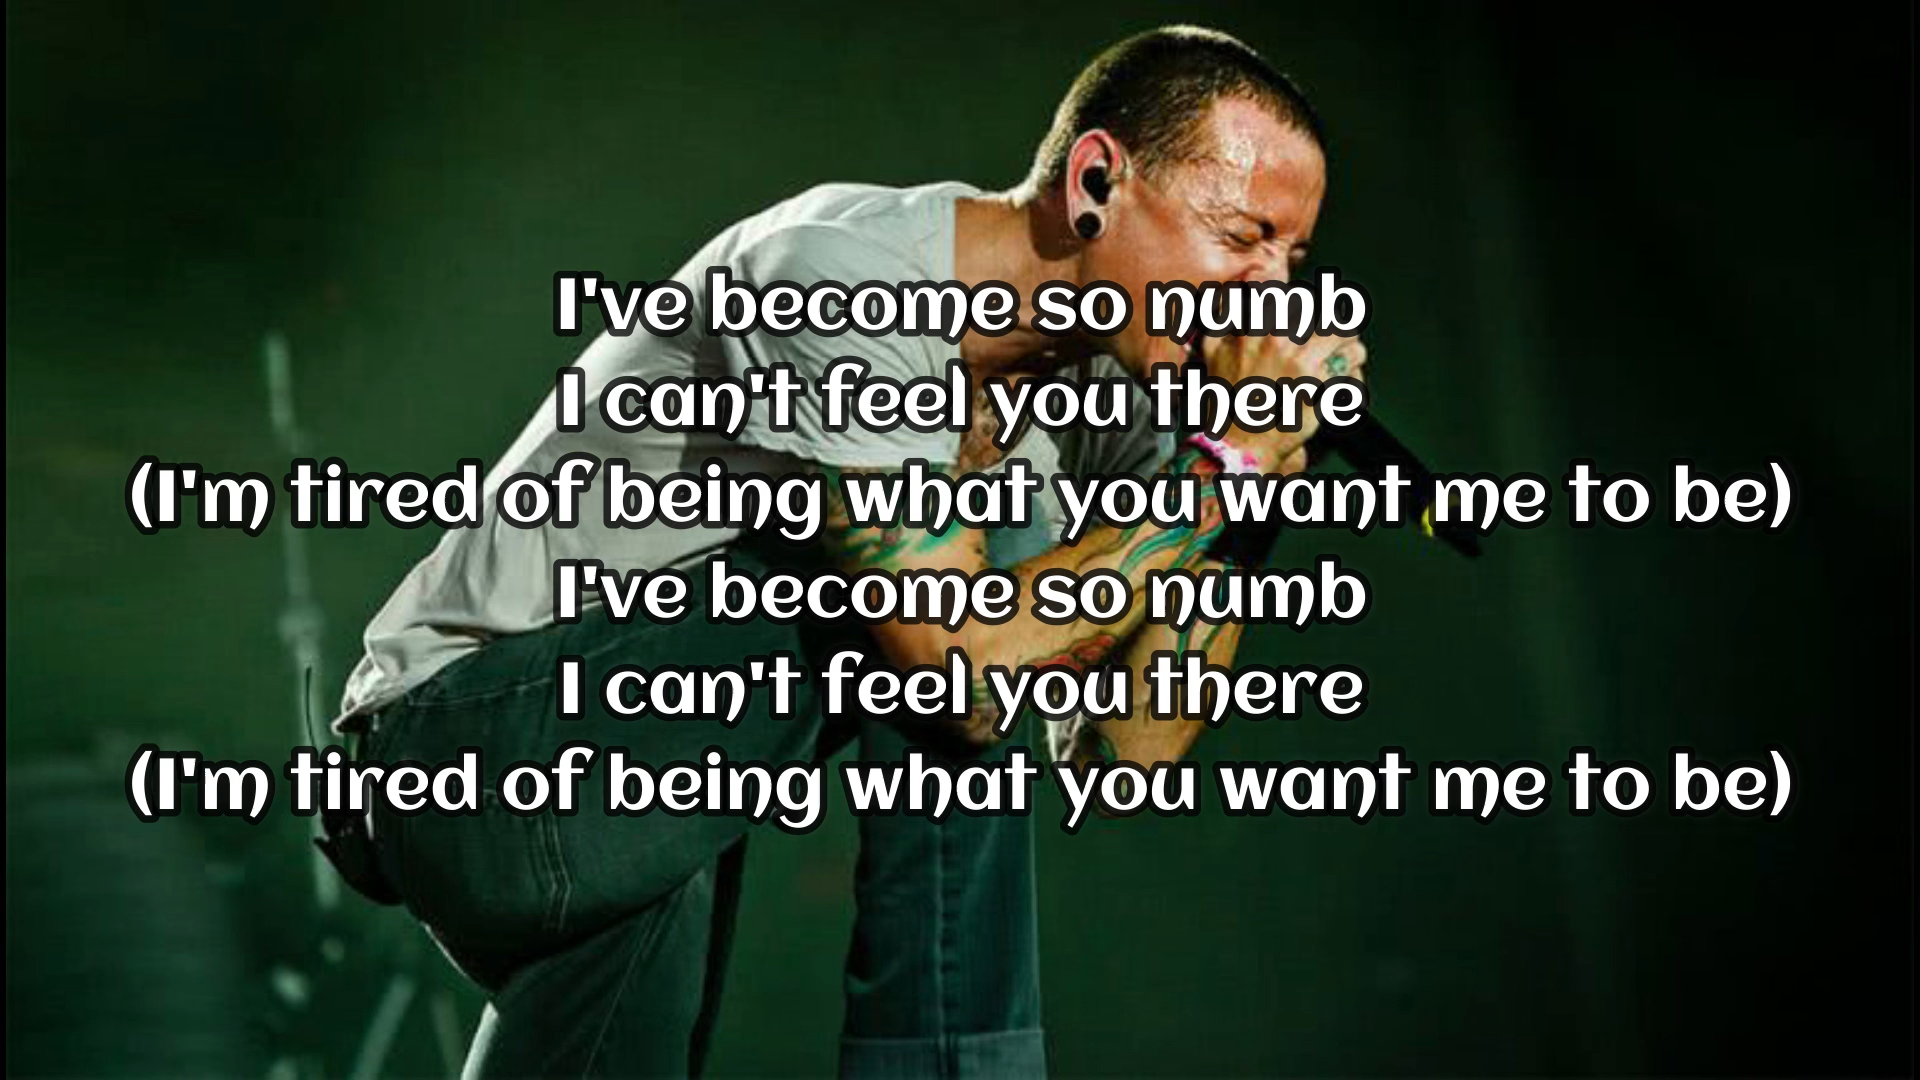 I've become so numb
I can't feel you there
(I'm tired of being what you want me to be)
I've become so numb
I can't feel you there
(I'm tired of being what you want me to be)